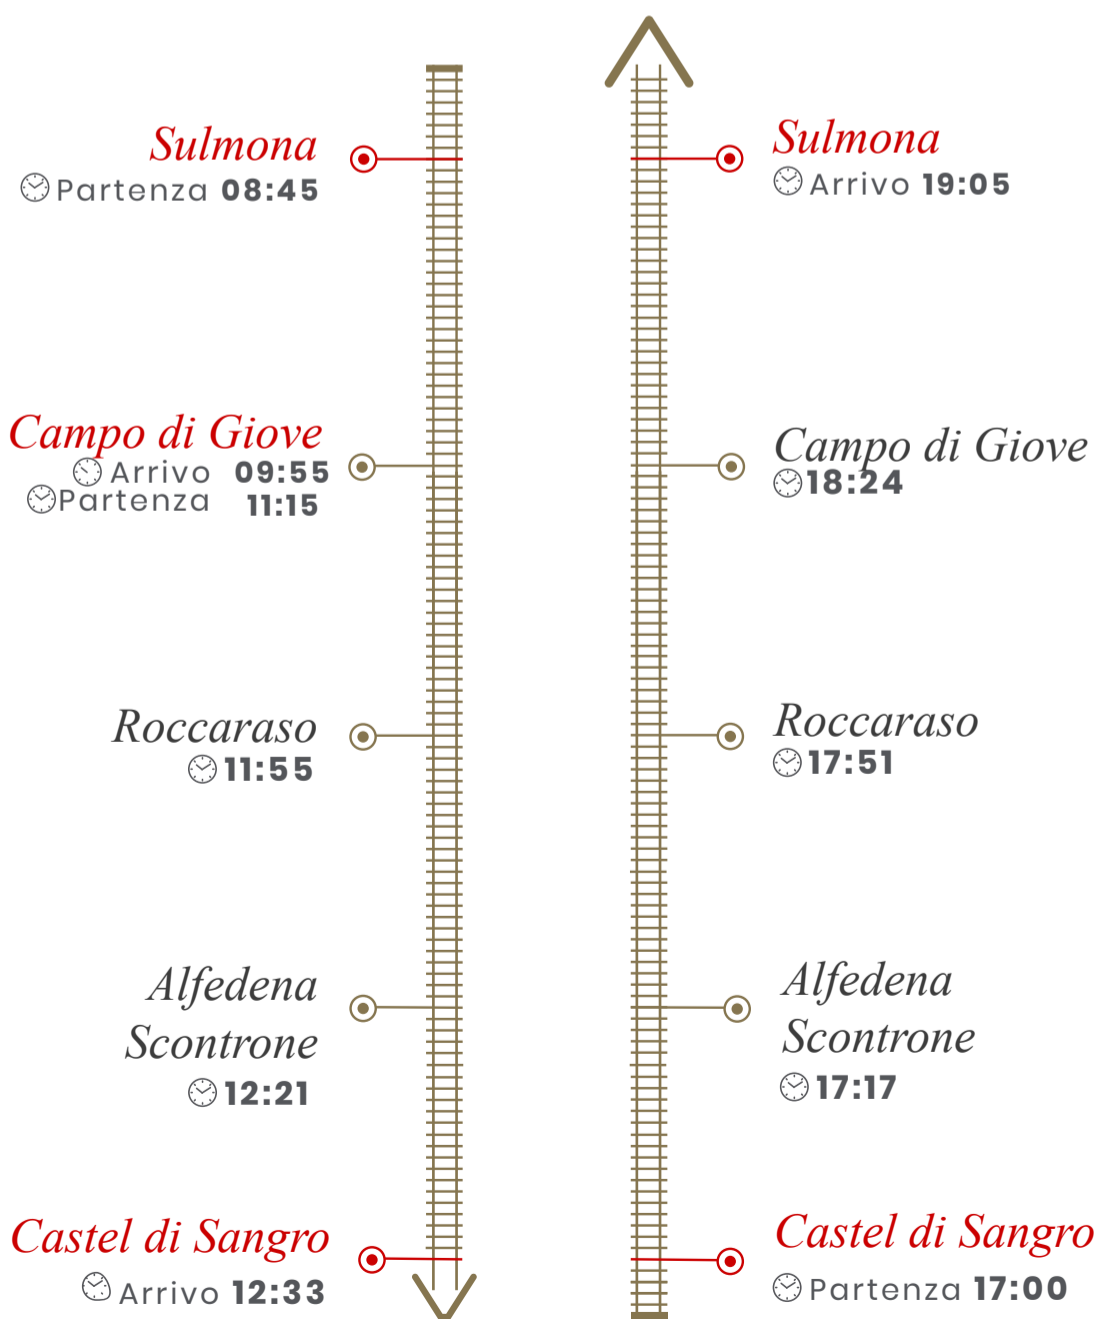 Sulmona
Partenza 08:45
Campo di Giove
Arrivo 09:55
Partenza 11:15
Roccaraso
11:55
Alfedena
Scontrone
12:21
Castel di Sangro
Arrivo 12:33
Sulmona
Arrivo 19:05
Campo di Giove
18:24
Roccaraso
17:51
Alfedena
Scontrone
17:17
Castel di Sangro
Partenza 17:00